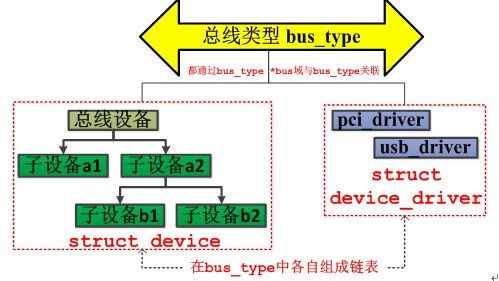 总线类型 bus_type
都通过bus_type *bus域与bus_type关联
总线设备
子设备a1
子设备a2
子设备b1
子设备b2
struct device
pci_driver
usb_driver
struct
device_driver
在bus_type中各自组成链表